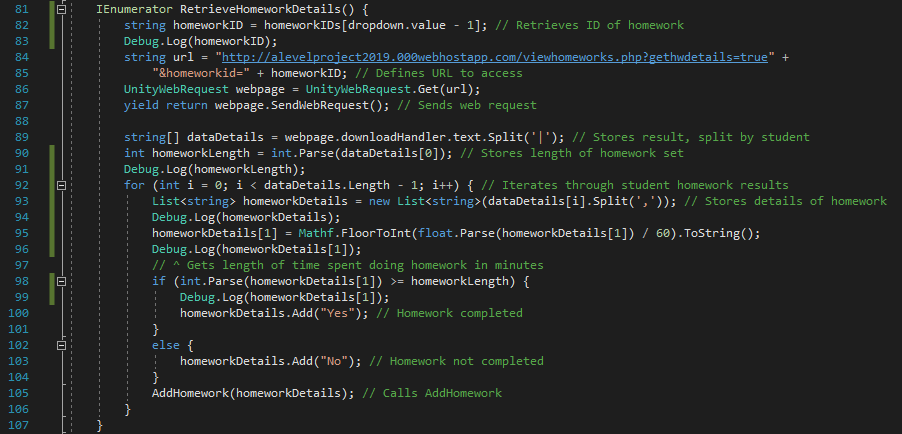 81 IEnumerator RetrieveHomeworkDetails() {
82 string homeworkID = homeworkIDs[dropdown.value - 1]; // Retrieves ID of homework
83 Debug.Log(homeworkID);
84 string url = "http://alevelproject2019.000webhostapp.com/viewhomeworks.php?gethwdetails=true" +
85 "&homeworkid=" + homeworkID; // Defines URL to access
86 UnityWebRequest webpage = UnityWebRequest.Get(url);
87 yield return webpage.SendWebRequest(); // Sends web request
88
89 string[] dataDetails = webpage.downloadHandler.text.Split('|'); // Stores result, split by student
90 int homeworkLength = int.Parse(dataDetails[0]); // Stores length of homework set
91 Debug.Log(homeworkLength);
92 for (int i = 0; i < dataDetails.Length - 1; i++) { // Iterates through student homework results
93 List<string> homeworkDetails = new List<string>(dataDetails[i].Split(',')); // Stores details of homework
94 Debug.Log(homeworkDetails);
95 homeworkDetails[1] = Mathf.FloorToInt(float.Parse(homeworkDetails[1]) / 60).ToString();
96 Debug.Log(homeworkDetails[1]);
97 // ^ Gets length of time spent doing homework in minutes
98 if (int.Parse(homeworkDetails[1]) >= homeworkLength) {
99 Debug.Log(homeworkDetails[1]);
100 homeworkDetails.Add("Yes"); // Homework completed
101 }
102 else {
103 homeworkDetails.Add("No"); // Homework not completed
104 }
105 AddHomework(homeworkDetails); // Calls AddHomework
106 }
107 }